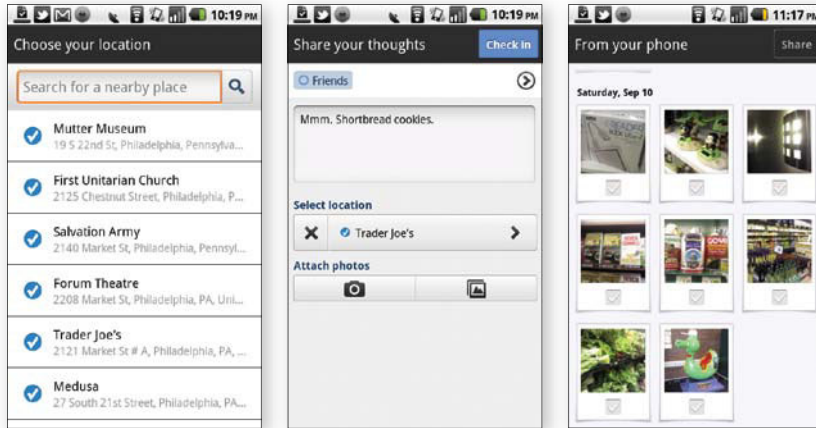 10:19 PM
Choose your location
Search for a nearby place
Mutter Museum
19 S 22nd St, Philadelphia, Pennsylva...
First Unitarian Church
2125 Chestnut Street, Philadelphia, P...
Salvation Army
2140 Market St, Philadelphia, Pennsyl...
Forum Theatre
2208 Market St, Philadelphia, PA, Uni...
Trader Joe's
2121 Market St # A, Philadelphia, PA, ...
Medusa
27 South 21st Street, Philadelphia, PA...
10:19 PM
Share your thoughts
Check in
Friends
Mmm. Shortbread cookies.
Select location
Trader Joe's
Attach photos
11:17 PM
From your phone
Share
Saturday, Sep 10